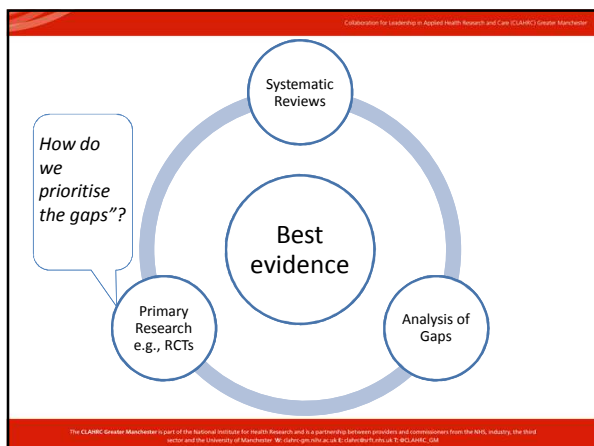 Collaboration for Leadership in Applied Health Research and Care (CLAHRC) Greater Manchester
Systematic
Reviews
How do
we
prioritise
the gaps”?
Best
evidence
Primary
Research
e.g., RCTs
Analysis of
Gaps
The CLAHRC Greater Manchester is part of the National Institute for Health Research and is a partnership between providers and commissioners from the NHS, industry, the third
sector and the University of Manchester W: clahrc-gm.nihr.ac.uk E: clahrc@srft.nhs.uk T: @CLAHRC_GM